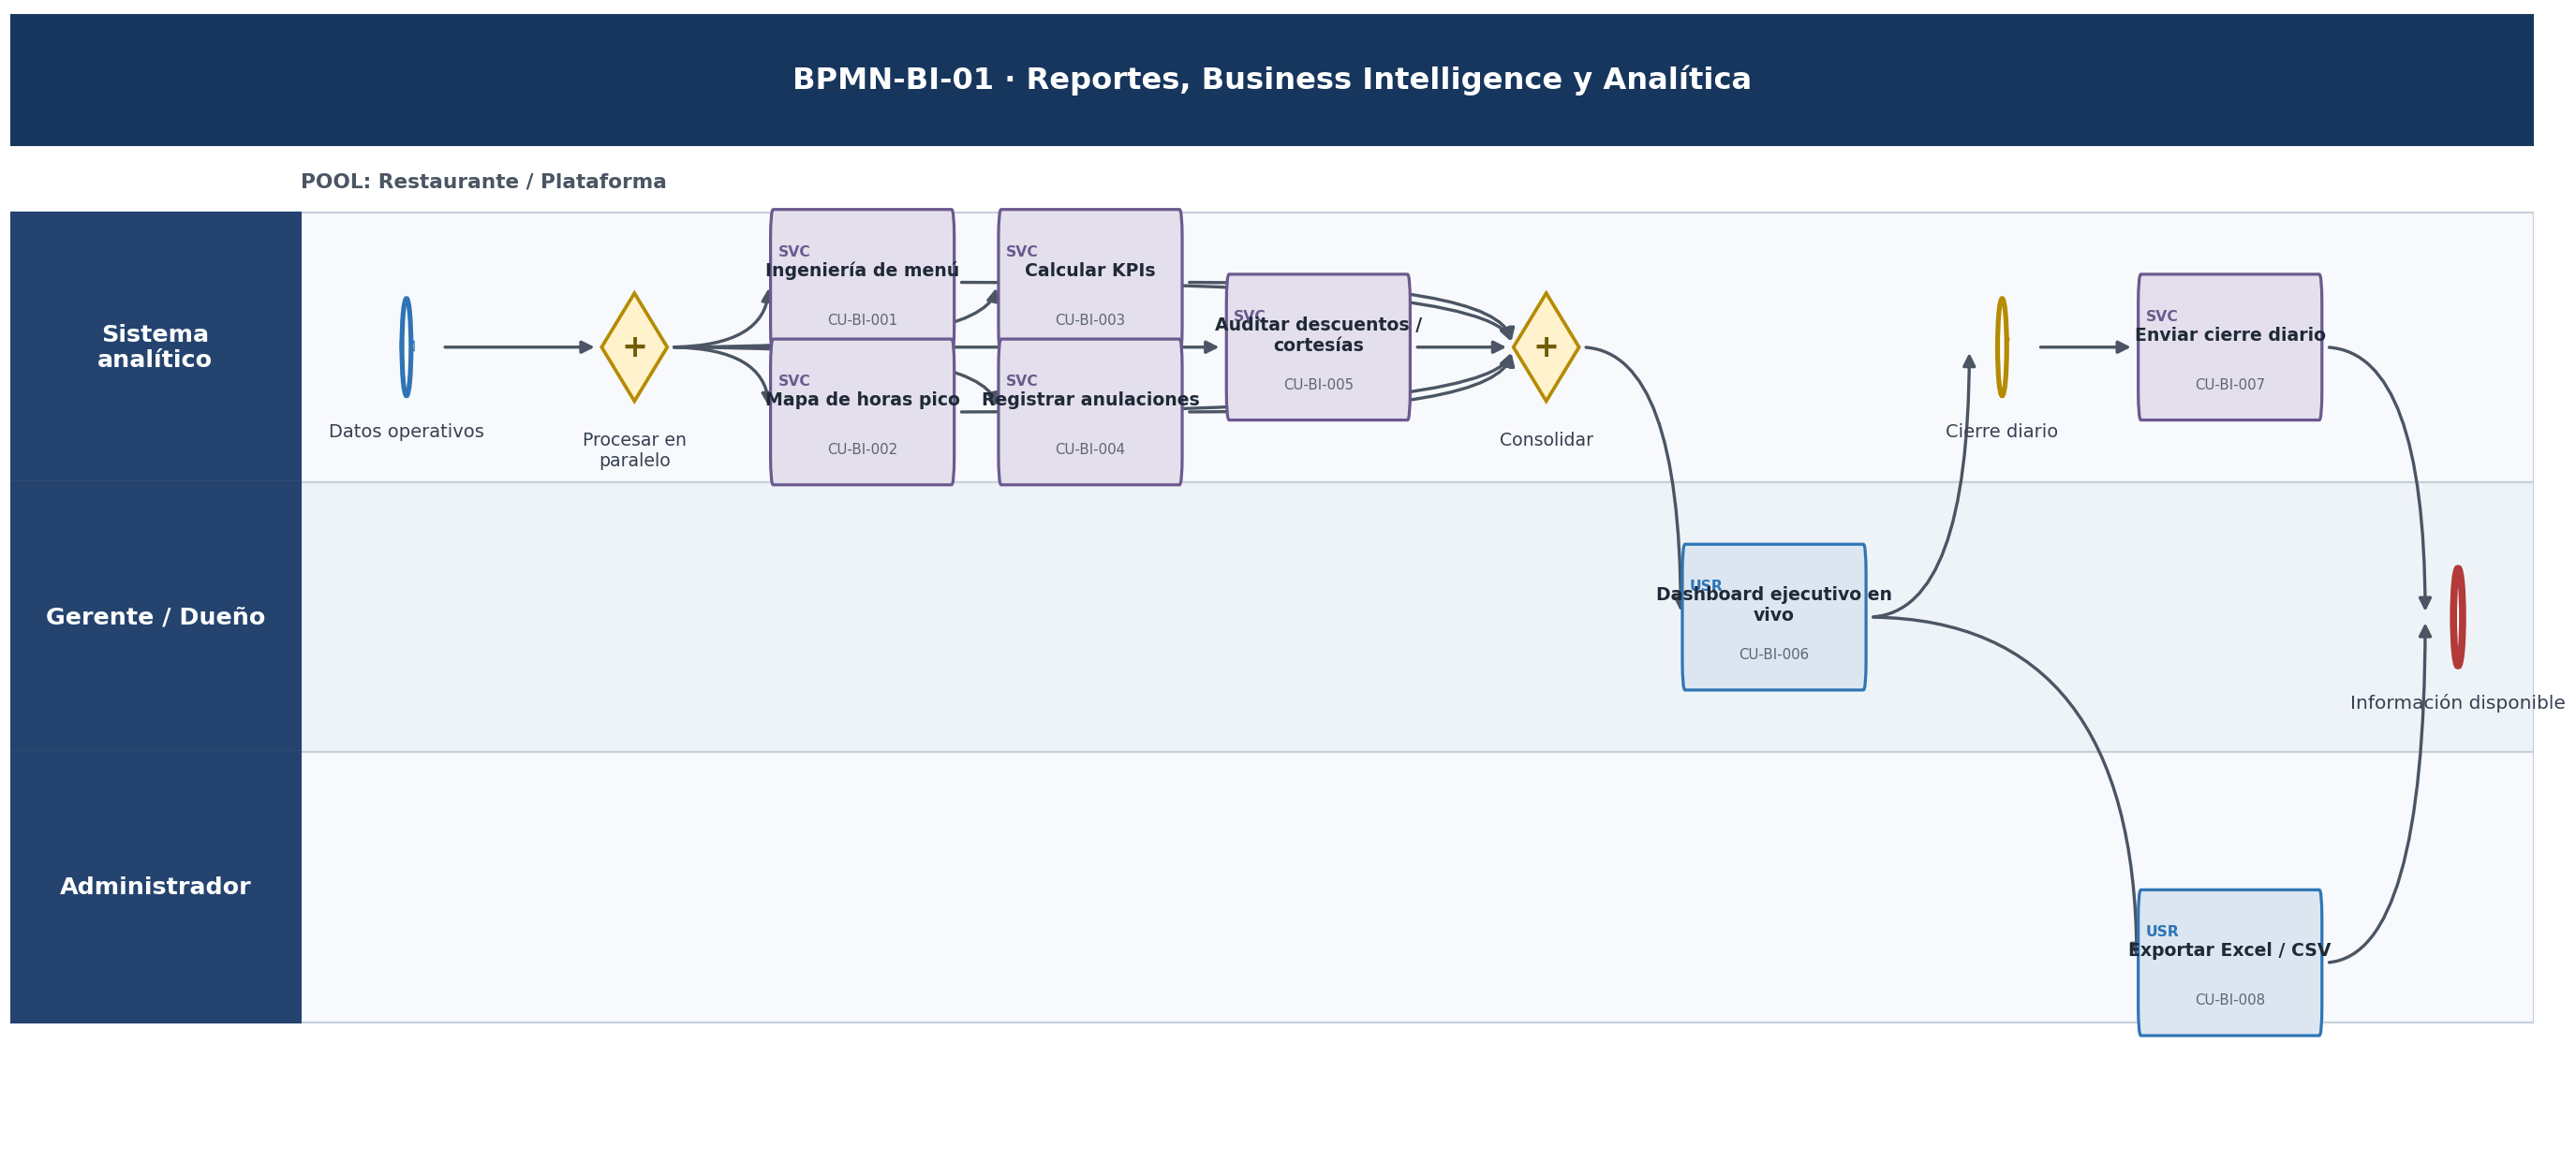 BPMN-BI-01 · Reportes, Business Intelligence y Analítica
POOL: Restaurante / Plataforma
Sistema
analítico
Datos operativos
+
Procesar en
paralelo
SVC
Ingeniería de menú
CU-BI-001
SVC
Mapa de horas pico
CU-BI-002
SVC
Calcular KPIs
CU-BI-003
SVC
Registrar anulaciones
CU-BI-004
SVC
Auditar descuentos /
cortesías
CU-BI-005
+
Consolidar
Cierre diario
SVC
Enviar cierre diario
CU-BI-007
Gerente / Dueño
USR
Dashboard ejecutivo en
vivo
CU-BI-006
Información disponible
Administrador
USR
Exportar Excel / CSV
CU-BI-008